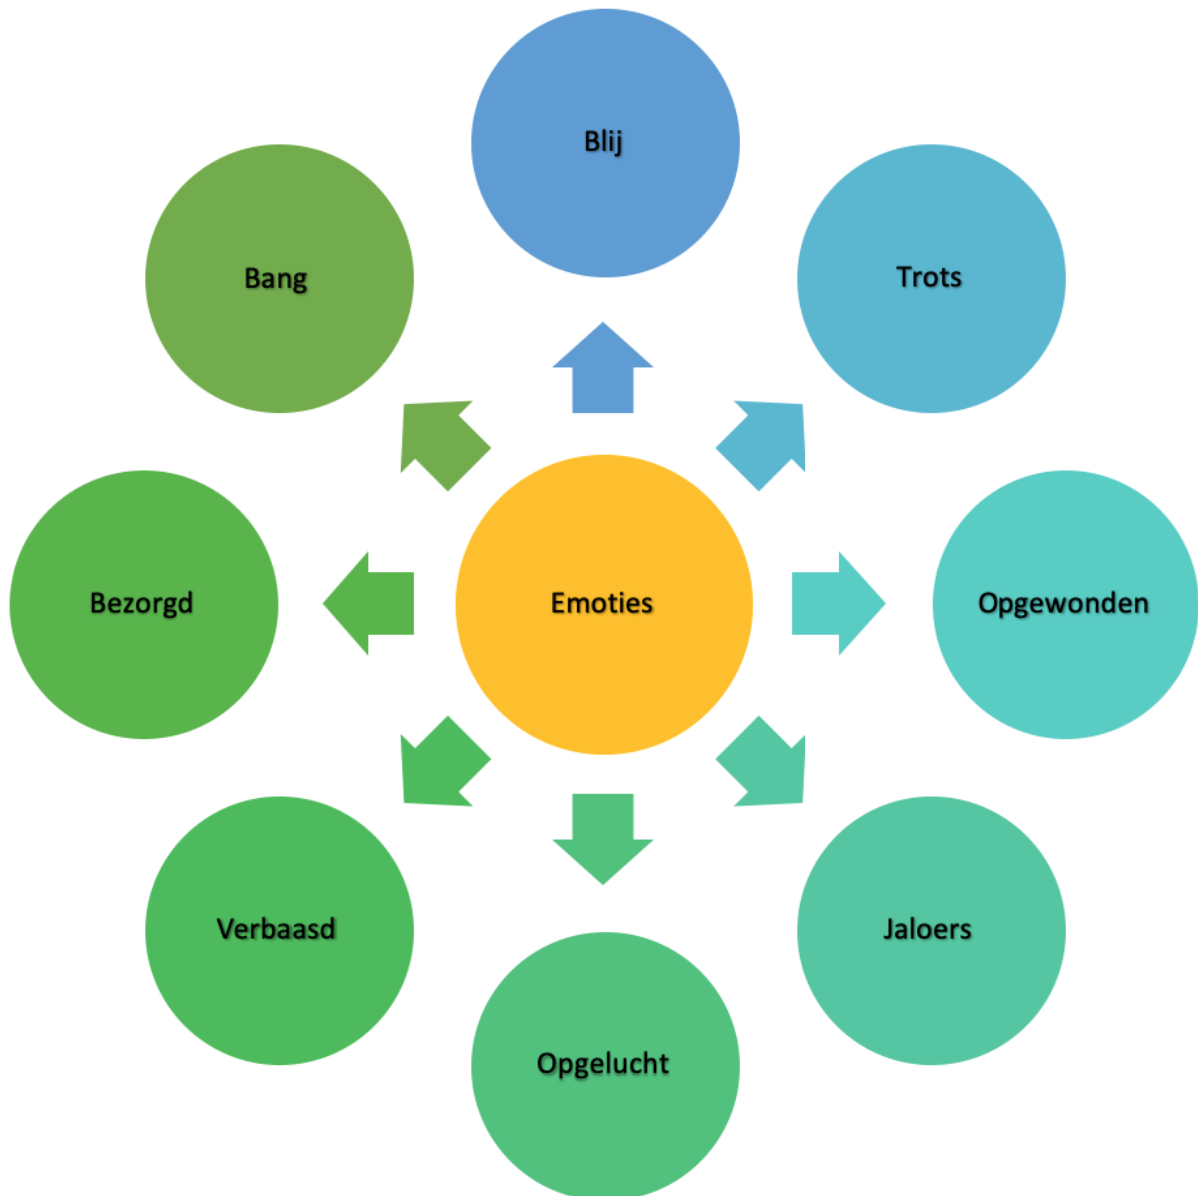 Blij
Trots
Opgewonden
Jaloers
Opgelucht
Verbaasd
Bezorgd
Bang
Emoties